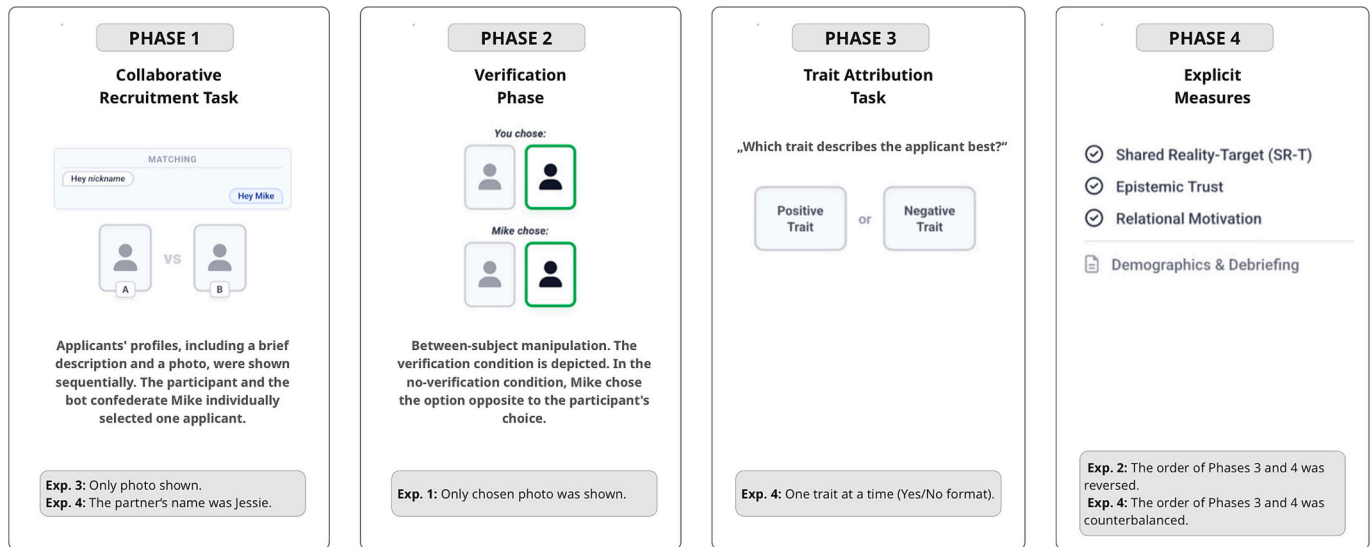 PHASE 1
Collaborative
Recruitment Task
MATCHING
Hey nickname
Hey Mike
VS
A
B
Applicants' profiles, including a brief
description and a photo, were shown
sequentially. The participant and the
bot confederate Mike individually
selected one applicant.
Exp. 3: Only photo shown.
Exp. 4: The partner's name was Jessie.
PHASE 2
Verification
Phase
You chose:
Mike chose:
Between-subject manipulation. The
verification condition is depicted. In the
no-verification condition, Mike chose
the option opposite to the participant's
choice.
Exp. 1: Only chosen photo was shown.
PHASE 3
Trait Attribution
Task
„Which trait describes the applicant best?“
Positive
Trait
or
Negative
Trait
Exp. 4: One trait at a time (Yes/No format).
PHASE 4
Explicit
Measures
Shared Reality-Target (SR-T)
Epistemic Trust
Relational Motivation
Demographics & Debriefing
Exp. 2: The order of Phases 3 and 4 was
reversed.
Exp. 4: The order of Phases 3 and 4 was
counterbalanced.